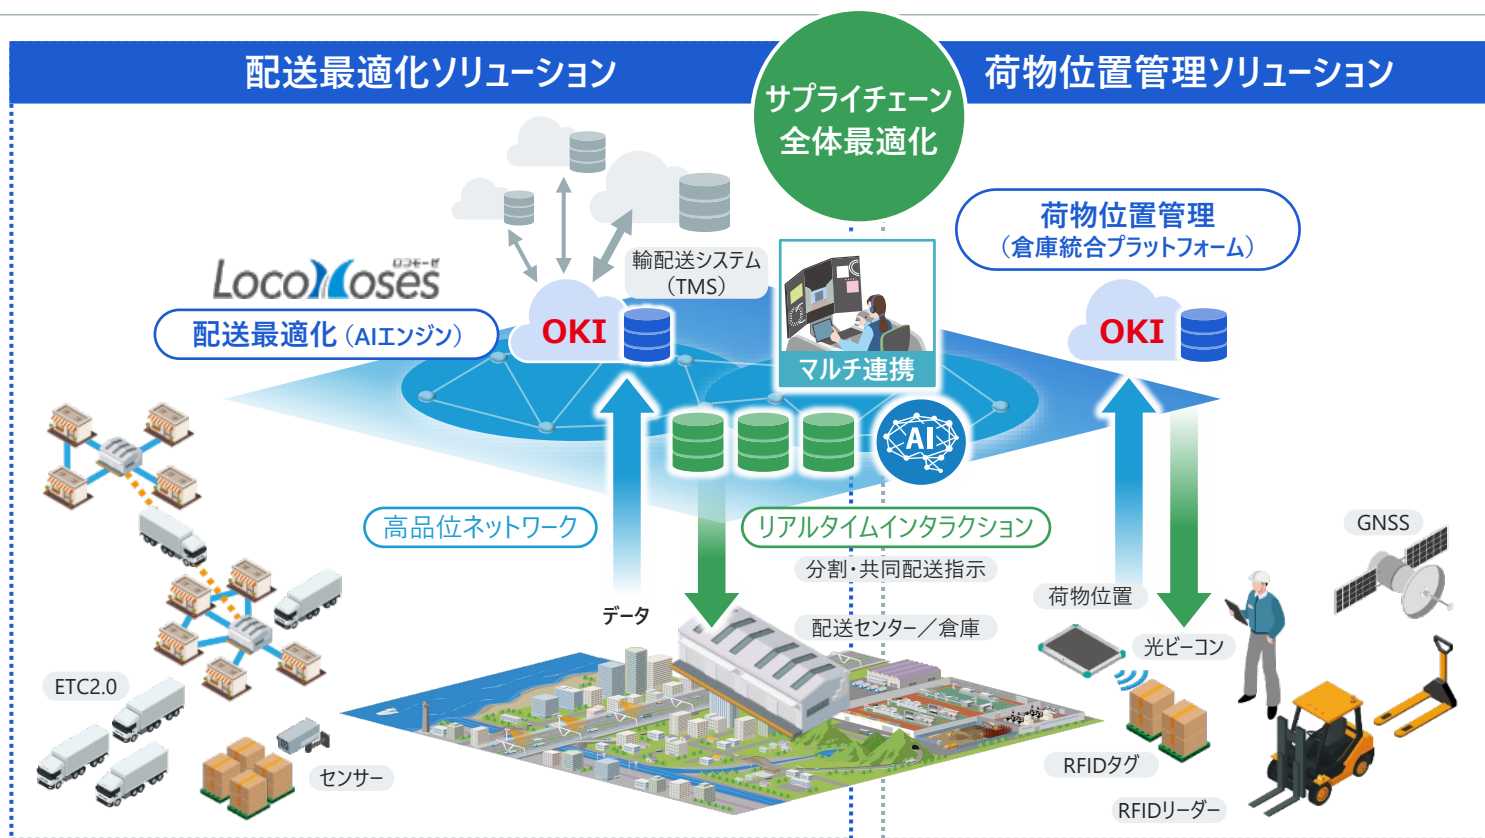 配送最適化ソリューション
サプライチェーン
全体最適化
荷物位置管理ソリューション
輸配送システム
（TMS）
ロコモーゼ
LocoMoses
配送最適化（AIエンジン）
OKI
マルチ連携
荷物位置管理
（倉庫統合プラットフォーム）
OKI
AI
高品位ネットワーク
リアルタイムインタラクション
分割・共同配送指示
データ
配送センター／倉庫
荷物位置
光ビーコン
GNSS
ETC2.0
センサー
RFIDタグ
RFIDリーダー